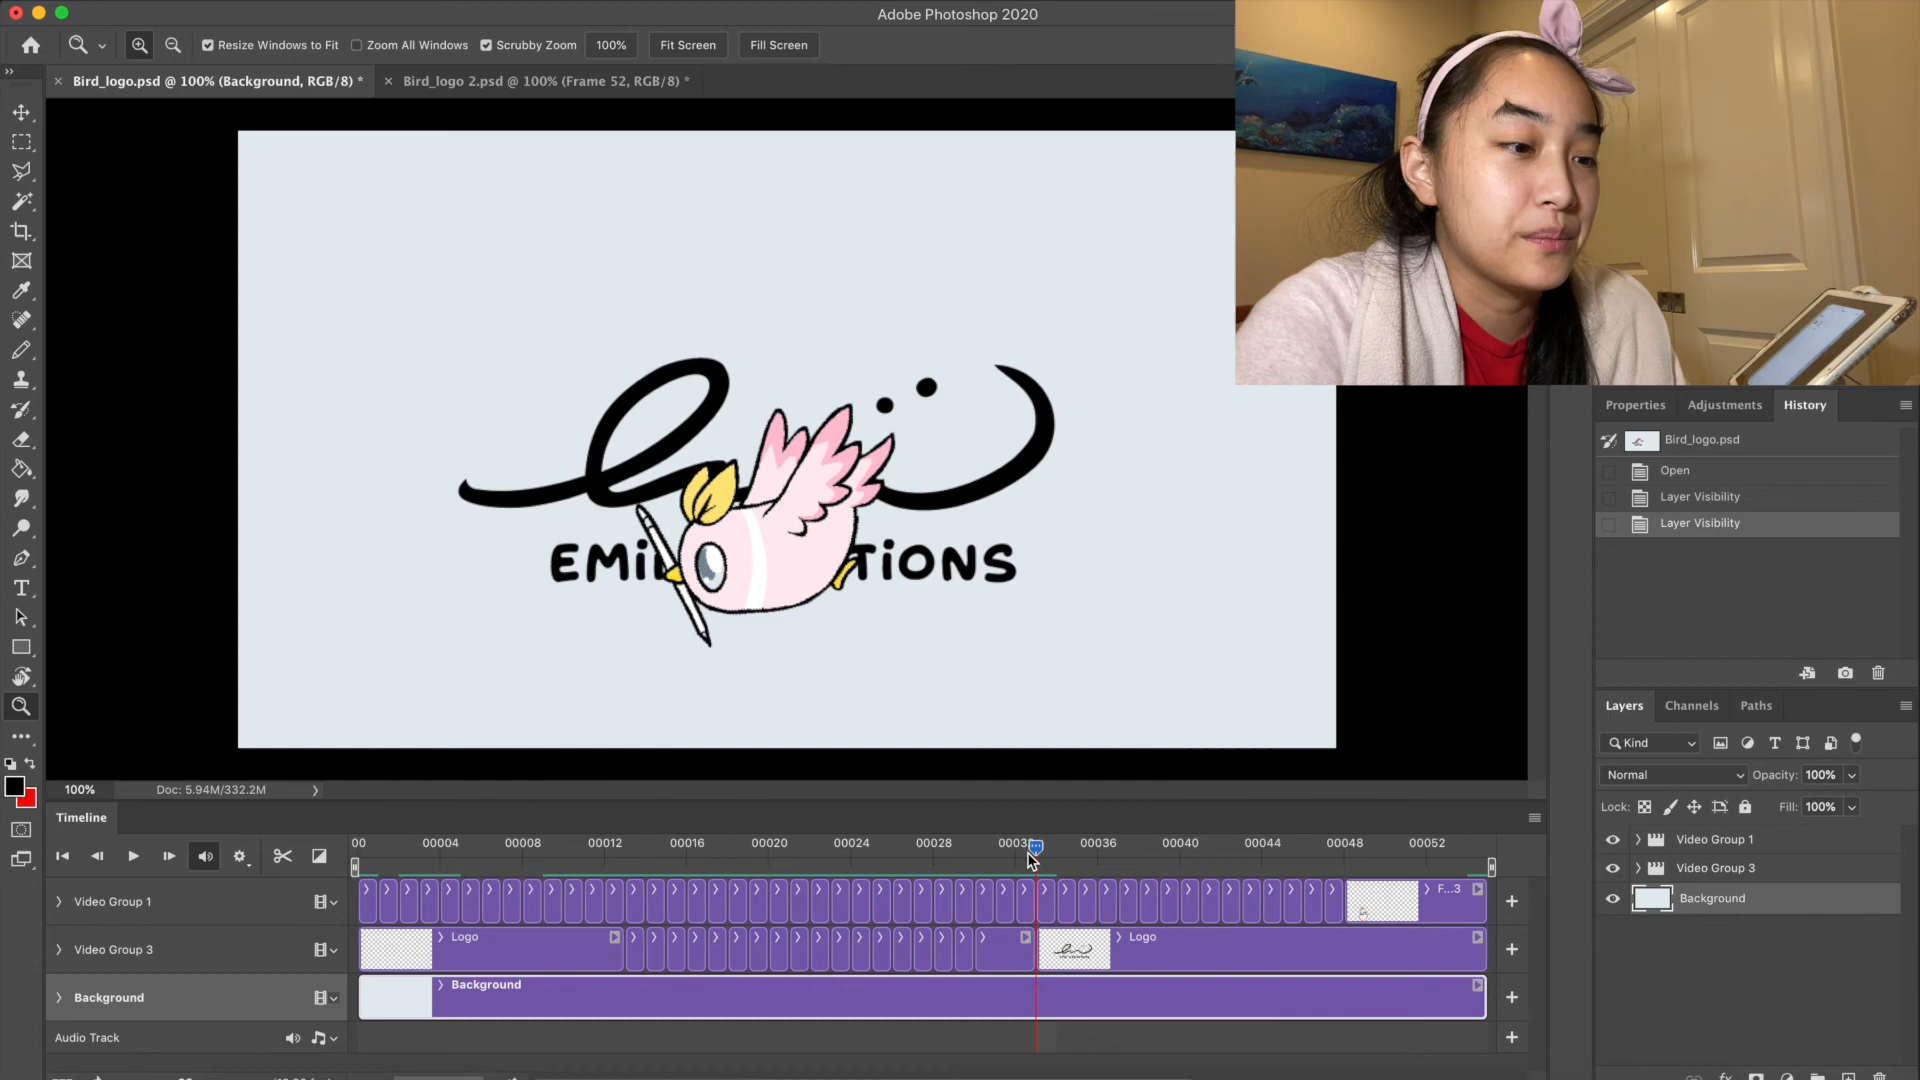 Adobe Photoshop 2020
Resize Windows to Fit Zoom All Windows Scrubby Zoom 100% Fit Screen Fill Screen
Bird_logo.psd @ 100% (Background, RGB/8) * Bird_logo 2.psd @ 100% (Frame 52, RGB/8) *
EMi TiONS
Properties Adjustments History
Bird_logo.psd
Open
Layer Visibility
Layer Visibility
Layers Channels Paths
Kind
Normal Opacity: 100%
Lock: Fill: 100%
Video Group 1
Video Group 3
Background
100% Doc: 5.94M/332.2M
Timeline
00 00004 00008 00012 00016 00020 00024 00028 0003 00036 00040 00044 00048 00052
Video Group 1 F...3
Video Group 3 Logo Logo
Background Background
Audio Track